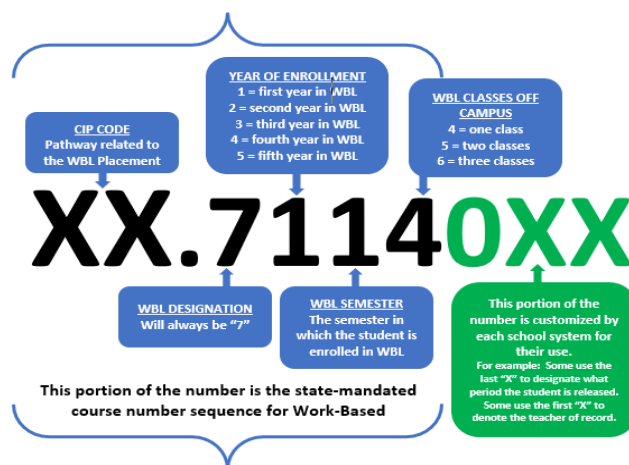 YEAR OF ENROLLMENT
1 = first year in WBL
2 = second year in WBL
3 = third year in WBL
4 = fourth year in WBL
5 = fifth year in WBL
WBL CLASSES OFF
CAMPUS
4 = one class
5 = two classes
6 = three classes
CIP CODE
Pathway related to
the WBL Placement
XX.71140XX
WBL DESIGNATION
Will always be "7"
WBL SEMESTER
The semester in
which the student is
enrolled in WBL
This portion of the
number is customized by
each school system for
their use.
For example: Some use the
last "X" to designate what
period the student is released.
Some use the first "X" to
denote the teacher of record.
This portion of the number is the state-mandated
course number sequence for Work-Based